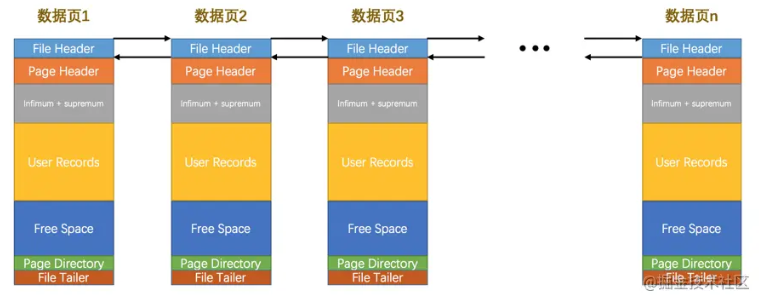 数据页1 数据页2 数据页3 数据页n
File Header File Header File Header File Header
Page Header Page Header Page Header Page Header
Infimum + supremum Infimum + supremum Infimum + supremum Infimum + supremum
User Records User Records User Records User Records
Free Space Free Space Free Space Free Space
Page Directory Page Directory Page Directory Page Directory
File Tailer File Tailer File Tailer File Tailer
@掘金技术社区